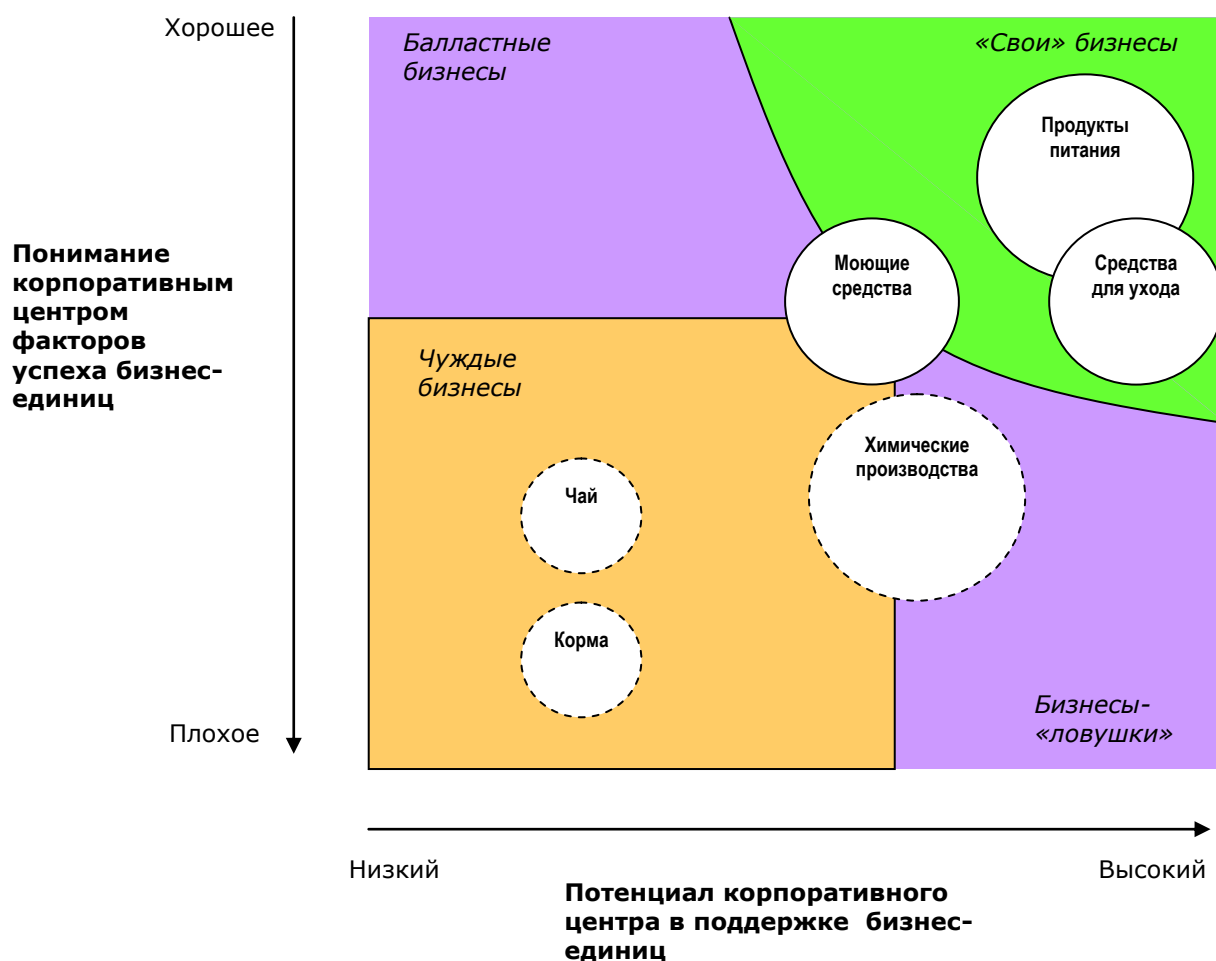 Хорошее
Балластные
бизнесы
«Свои» бизнесы
Продукты
питания
Понимание
корпоративным
центром
факторов
успеха бизнес-
единиц
Моющие
средства
Средства
для ухода
Чуждые
бизнесы
Химические
производства
Чай
Корма
Бизнесы-
«ловушки»
Плохое
Низкий
Высокий
Потенциал корпоративного
центра в поддержке бизнес-
единиц